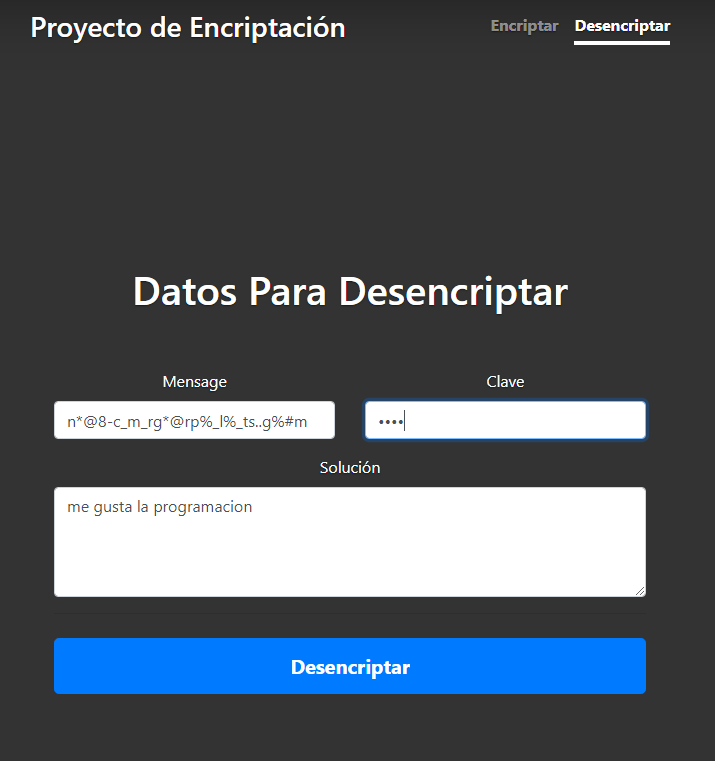 Proyecto de Encriptación Encriptar Desencriptar
Datos Para Desencriptar
Mensage Clave
n*@8-c_m_rg*@rp%_l%_ts..g%#m ••••
Solución
me gusta la programacion
Desencriptar